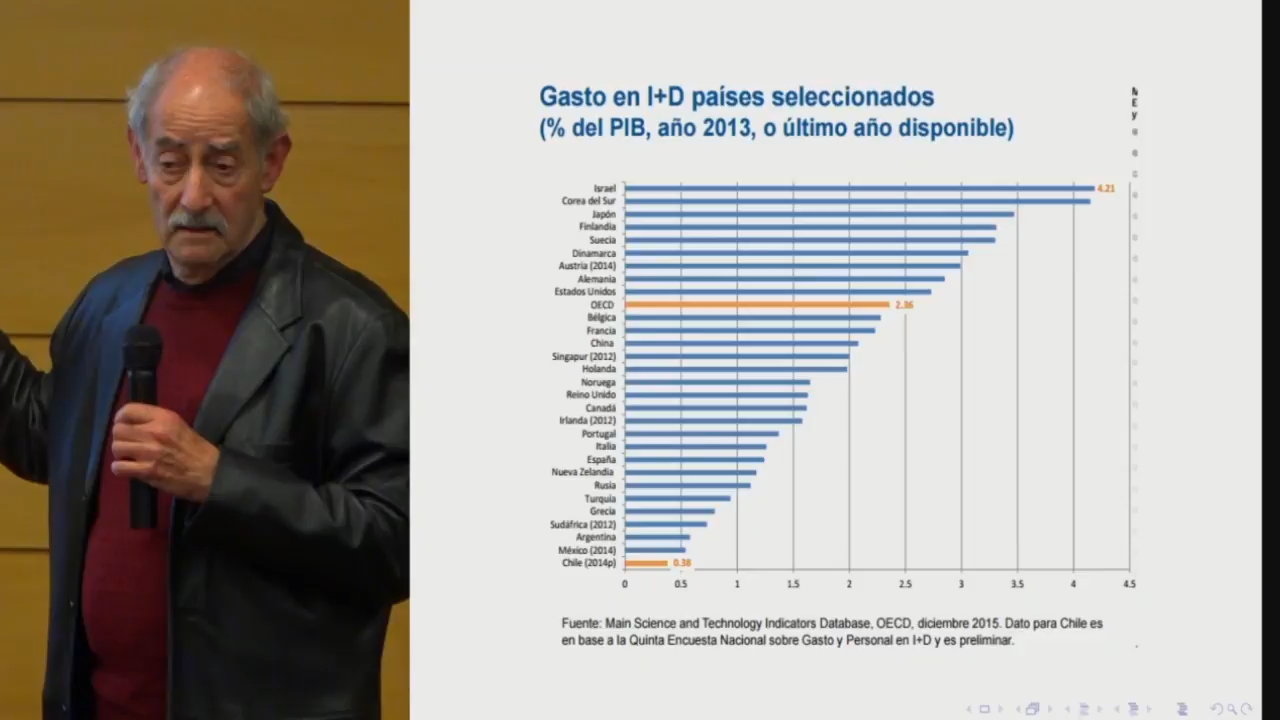 Gasto en I+D países seleccionados
(% del PIB, año 2013, o último año disponible)
M
E
y
Israel 4.21
Corea del Sur
Japón
Finlandia
Suecia
Dinamarca
Austria (2014)
Alemania
Estados Unidos
OECD 2.36
Bélgica
Francia
China
Singapur (2012)
Holanda
Noruega
Reino Unido
Canadá
Irlanda (2012)
Portugal
Italia
España
Nueva Zelandia
Rusia
Turquía
Grecia
Sudáfrica (2012)
Argentina
México (2014)
Chile (2014p) 0.38
0 0.5 1 1.5 2 2.5 3 3.5 4 4.5
Fuente: Main Science and Technology Indicators Database, OECD, diciembre 2015. Dato para Chile es
en base a la Quinta Encuesta Nacional sobre Gasto y Personal en I+D y es preliminar.